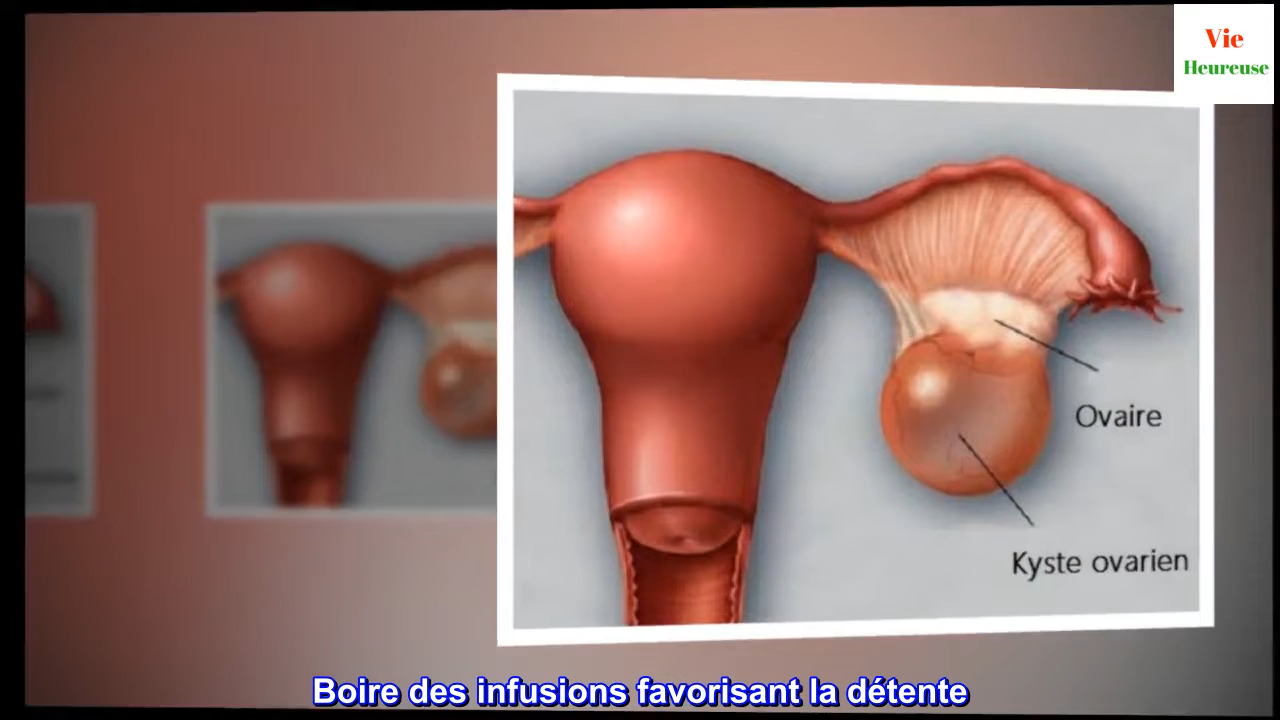 Vie
Heureuse
Ovaire
Kyste ovarien
Boire des infusions favorisant la détente